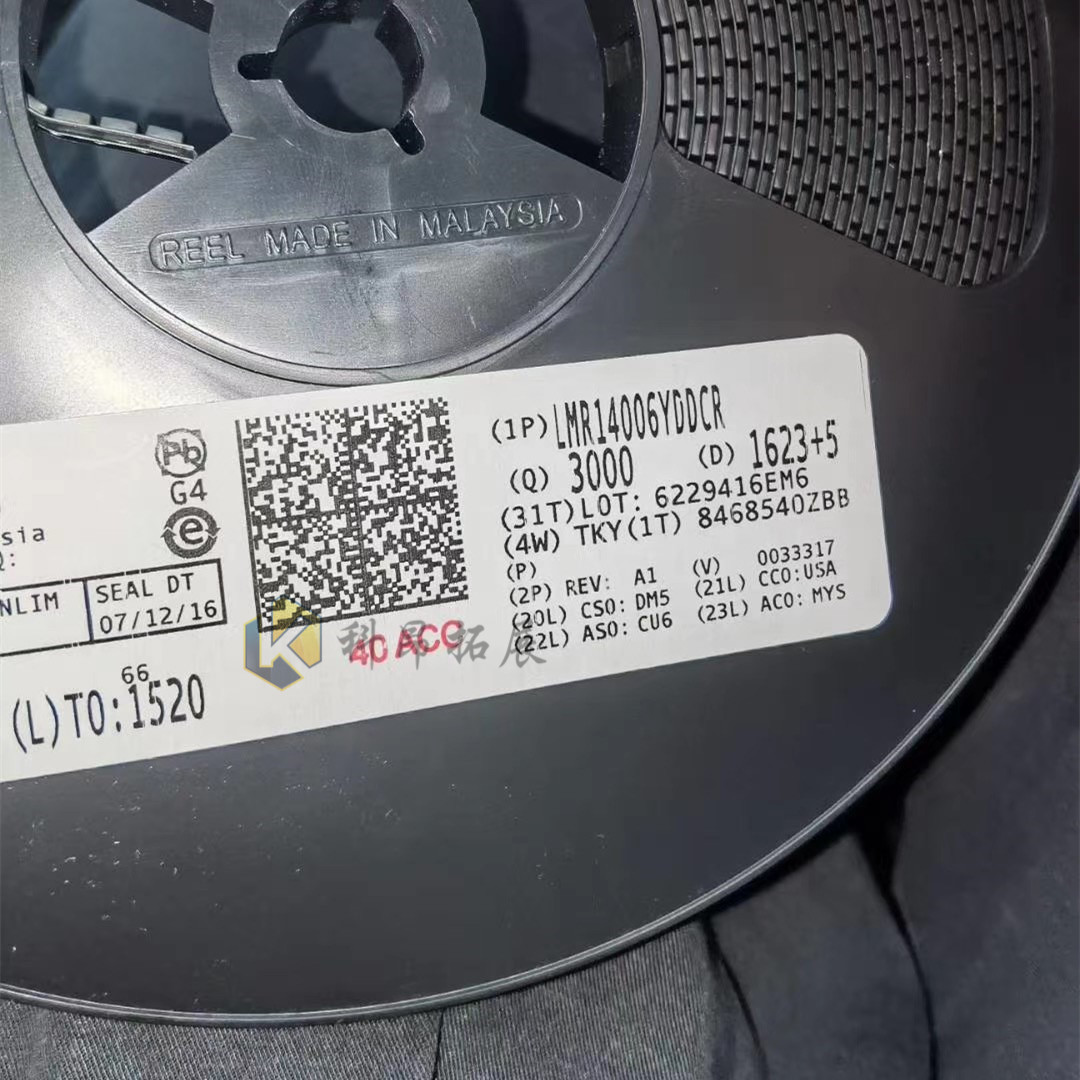 REEL MADE IN MALAYSIA
Pb
G4
e
sia
Q:
NLIM
SEAL DT
07/12/16
66
(L)TO:1520
(1P) LMR14006YDDCR
(Q) 3000 (D) 1623+5
(31T)LOT: 6229416EM6
(4W) TKY(1T) 8468540ZBB
(P)
(2P) REV: A1 (V) 0033317
(20L) CSO: DM5 (21L) CCO:USA
(22L) ASO: CU6 (23L) ACO: MYS
4C ACC
K 科昂拓展